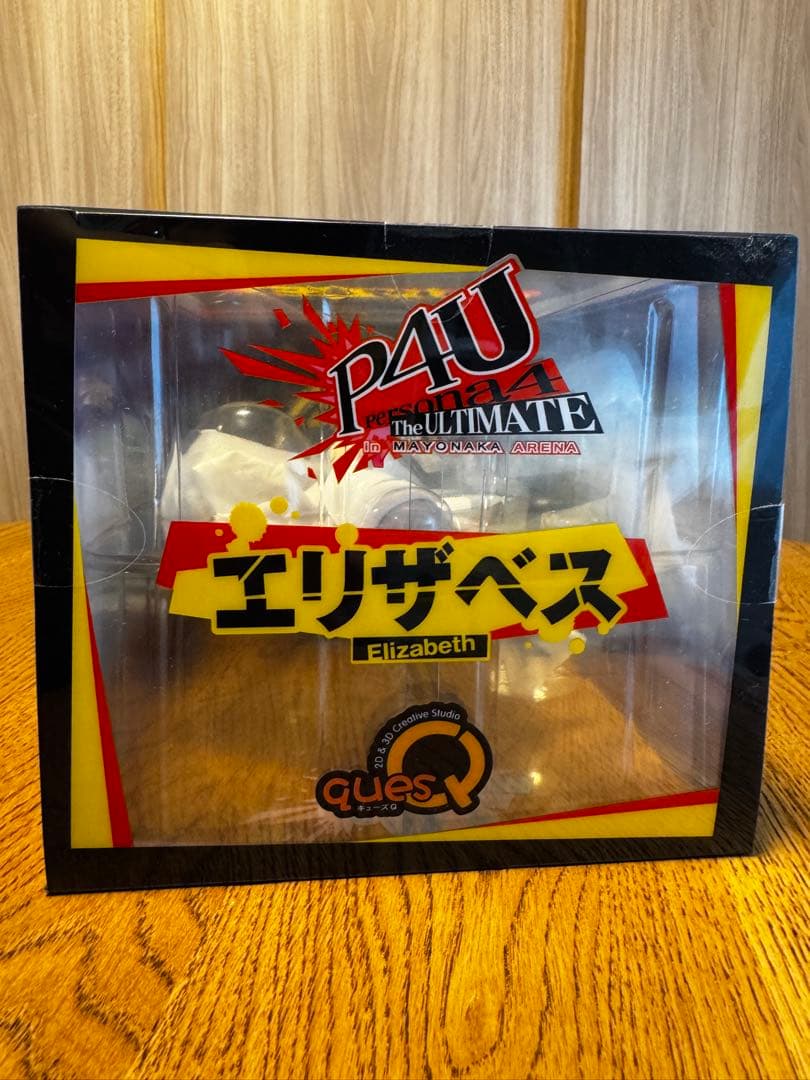 P4U
Persona4
The ULTIMATE
in MAYONAKA ARENA
エリザベス
Elizabeth
2D & 3D Creative Studio
quesQ
キューズQ